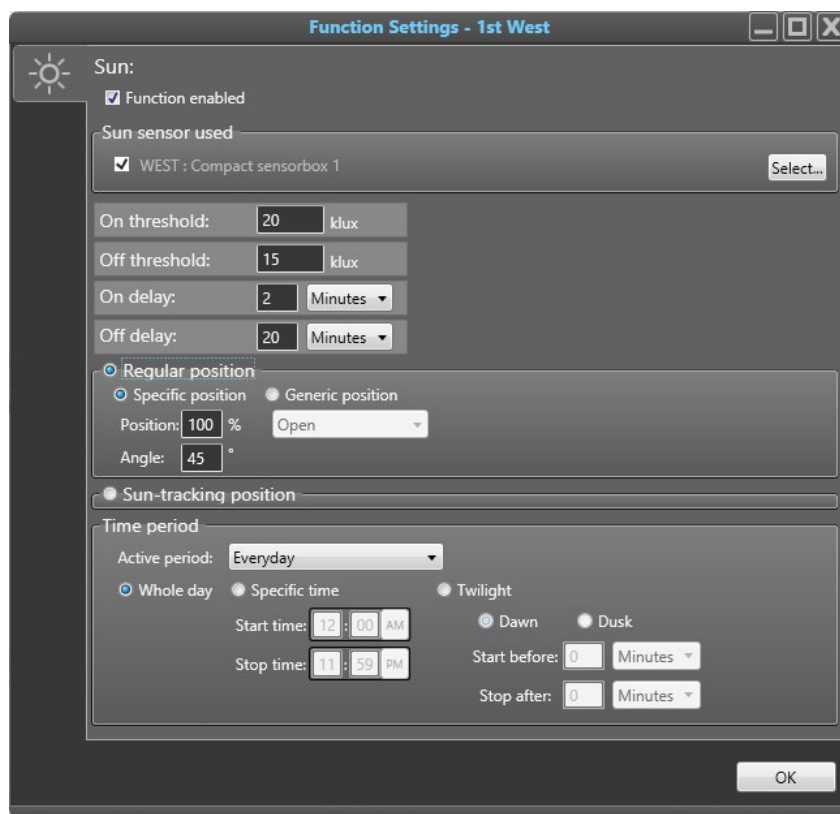 Function Settings - 1st West
Sun:
Function enabled
Sun sensor used
WEST : Compact sensorbox 1
Select...
On threshold: 20 klux
Off threshold: 15 klux
On delay: 2 Minutes
Off delay: 20 Minutes
Regular position
Specific position Generic position
Position: 100 % Open
Angle: 45 °
Sun-tracking position
Time period
Active period: Everyday
Whole day Specific time Twilight
Start time: 12 : 00 AM Dawn Dusk
Stop time: 11 : 59 PM Start before: 0 Minutes
Stop after: 0 Minutes
OK